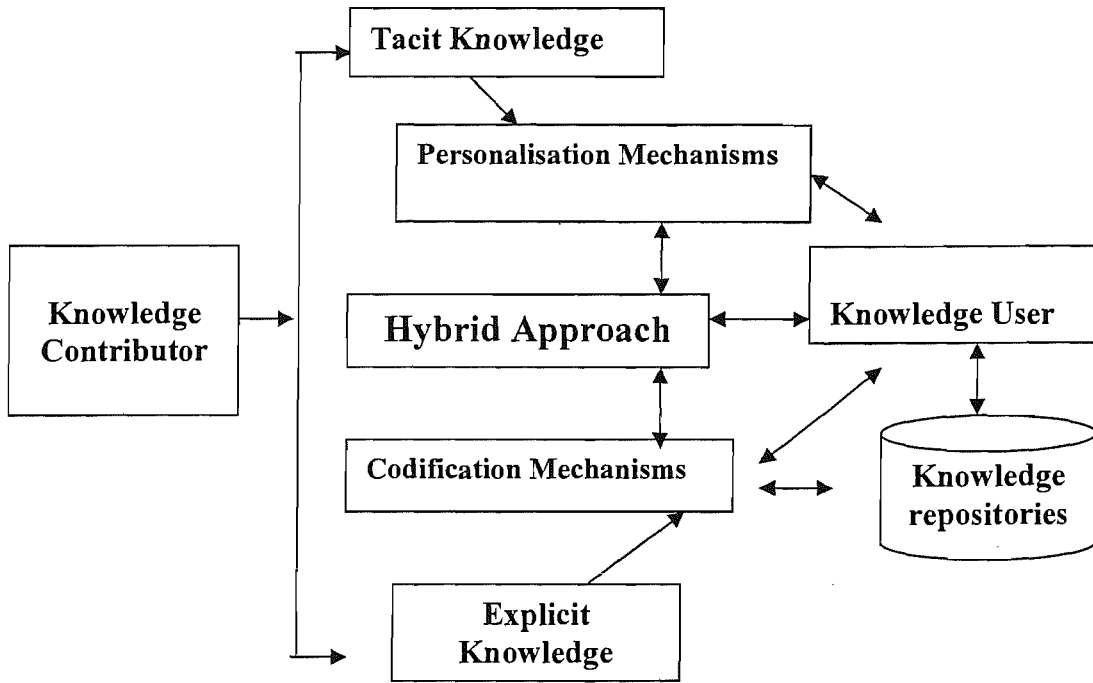 Tacit Knowledge
Personalisation Mechanisms
Knowledge
Contributor
Hybrid Approach
Knowledge User
Codification Mechanisms
Knowledge
repositories
Explicit
Knowledge